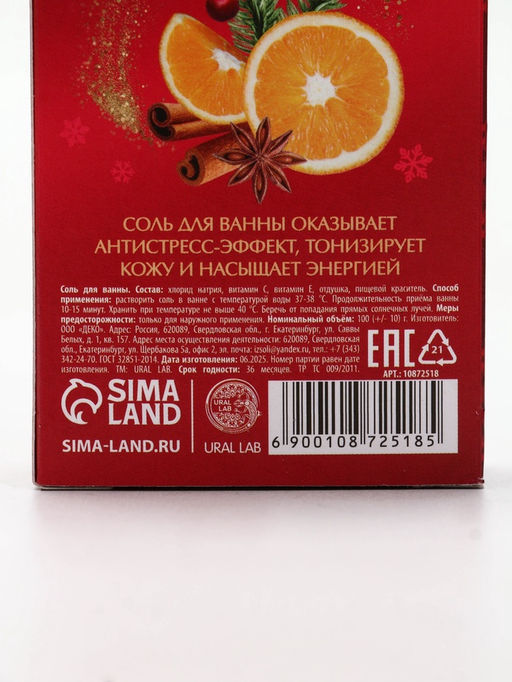 СОЛЬ ДЛЯ ВАННЫ ОКАЗЫВАЕТ
АНТИСТРЕСС-ЭФФЕКТ, ТОНИЗИРУЕТ
КОЖУ И НАСЫЩАЕТ ЭНЕРГИЕЙ
Соль для ванны. Состав: хлорид натрия, витамин С, витамин Е, отдушка, пищевой краситель. Способ
применения: растворить соль в ванне с температурой воды 37-38 °С. Продолжительность приёма ванны
10-15 минут. Хранить при температуре не выше 40 °С. Беречь от попадания прямых солнечных лучей. Меры
предосторожности: только для наружного применения. Номинальный объём: 100 (+/- 10) г. Изготовитель:
ООО «ДЕКО». Адрес: Россия, 620089, Свердловская обл., г. Екатеринбург, ул. Саввы
Белых, д. 1, кв. 157. Адрес места осуществления деятельности: 620089, Свердловская
обл., г. Екатеринбург, ул. Щербакова 5а, офис 2, эл. почта: izsoli@yandex.ru, тел.: +7 (343)
342-24-70. ГОСТ 32851-2014. Дата изготовления: 06.2025. Номер партии равен дате
изготовления. ТМ: URAL LAB. Срок годности: 36 месяцев. ТР ТС 009/2011.
EAC
21
АРТ.: 10872518
SIMA
LAND
SIMA-LAND.RU
URAL
LAB
URAL LAB
6 900108 725185